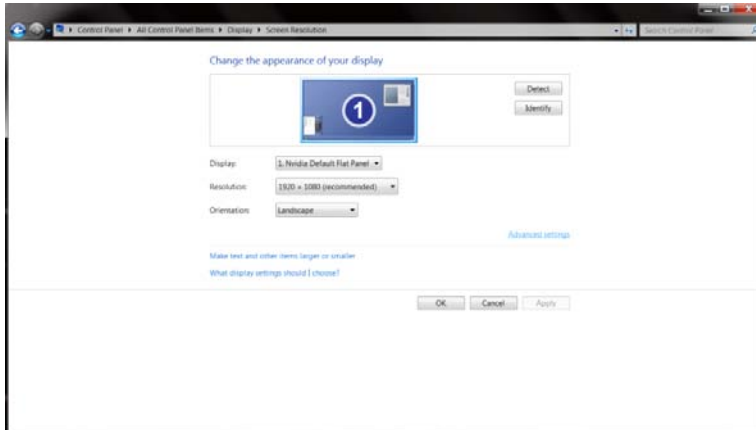 Control Panel ▸ All Control Panel Items ▸ Display ▸ Screen Resolution
Search Control Panel
Change the appearance of your display
1
Detect
Identify
Display: 1. Nvidia Default Flat Panel
Resolution: 1920 × 1080 (recommended)
Orientation: Landscape
Advanced settings
Make text and other items larger or smaller
What display settings should I choose?
OK Cancel Apply